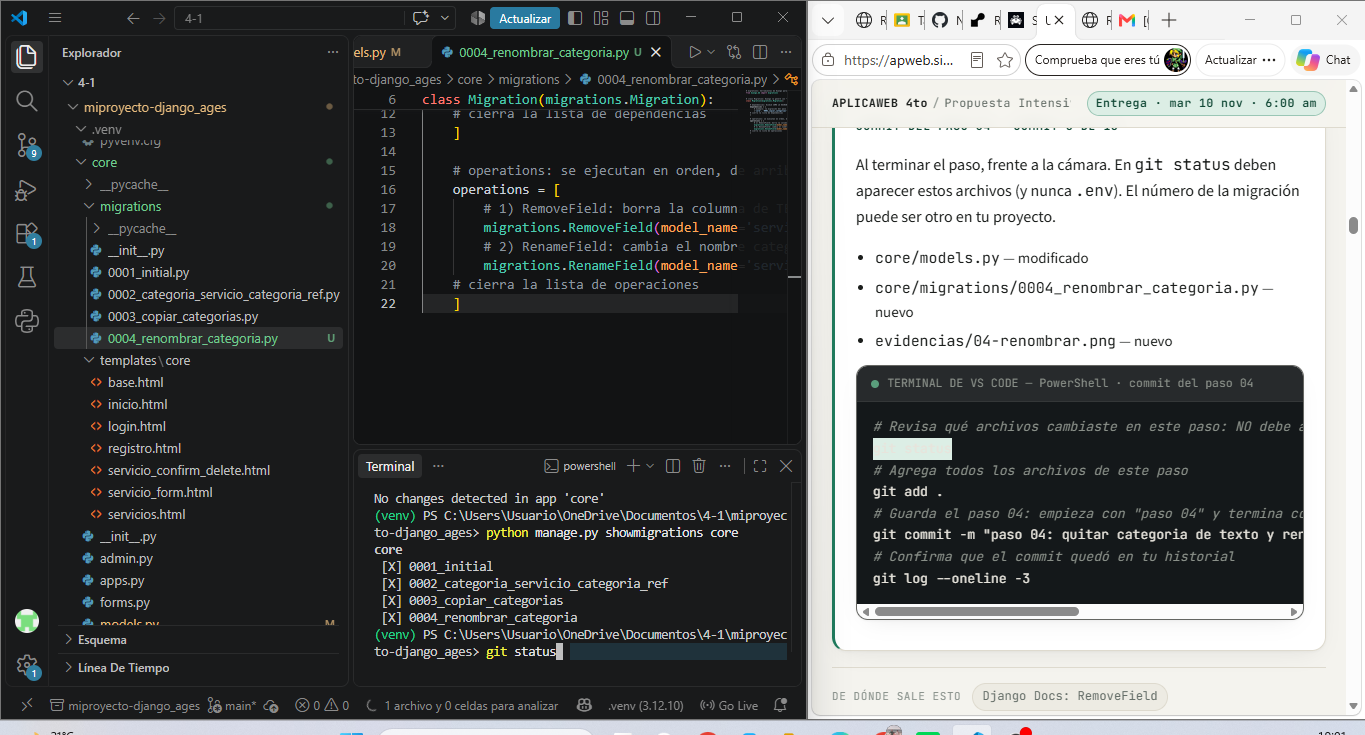 4-1
Actualizar
Explorador
4-1
miproyecto-django_ages
.venv
pyvenv.cfg
core
__pycache__
migrations
__pycache__
__init__.py
0001_initial.py
0002_categoria_servicio_categoria_ref.py
0003_copiar_categorias.py
0004_renombrar_categoria.py U
templates\core
base.html
inicio.html
login.html
registro.html
servicio_confirm_delete.html
servicio_form.html
servicios.html
__init__.py
admin.py
apps.py
forms.py
models.py M
Esquema
Línea De Tiempo
9
1
1
els.py M
0004_renombrar_categoria.py U
to-django_ages > core > migrations > 0004_renombrar_categoria.py >
6 class Migration(migrations.Migration):
12 # cierra la lista de dependencias
13 ]
14
15 # operations: se ejecutan en orden, d
16 operations = [
17 # 1) RemoveField: borra la column
18 migrations.RemoveField(model_name=
19 # 2) RenameField: cambia el nombre
20 migrations.RenameField(model_name=
21 # cierra la lista de operaciones
22 ]
Terminal
powershell
No changes detected in app 'core'
(venv) PS C:\Users\Usuario\OneDrive\Documentos\4-1\miproyec
to-django_ages> python manage.py showmigrations core
core
[X] 0001_initial
[X] 0002_categoria_servicio_categoria_ref
[X] 0003_copiar_categorias
[X] 0004_renombrar_categoria
(venv) PS C:\Users\Usuario\OneDrive\Documentos\4-1\miproyec
to-django_ages> git status
miproyecto-django_ages main* 0 0 1 archivo y 0 celdas para analizar .venv (3.12.10) Go Live
https://apweb.si...
Comprueba que eres tú
Actualizar
Chat
APLICAWEB 4to / Propuesta Intensi
Entrega · mar 10 nov · 6:00 am
Al terminar el paso, frente a la cámara. En git status deben
aparecer estos archivos (y nunca .env). El número de la migración
puede ser otro en tu proyecto.
• core/models.py — modificado
• core/migrations/0004_renombrar_categoria.py —
nuevo
• evidencias/04-renombrar.png — nuevo
TERMINAL DE VS CODE — PowerShell · commit del paso 04
# Revisa qué archivos cambiaste en este paso: NO debe a
# Agrega todos los archivos de este paso
git add .
# Guarda el paso 04: empieza con "paso 04" y termina co
git commit -m "paso 04: quitar categoria de texto y ren
# Confirma que el commit quedó en tu historial
git log --oneline -3
DE DÓNDE SALE ESTO
Django Docs: RemoveField